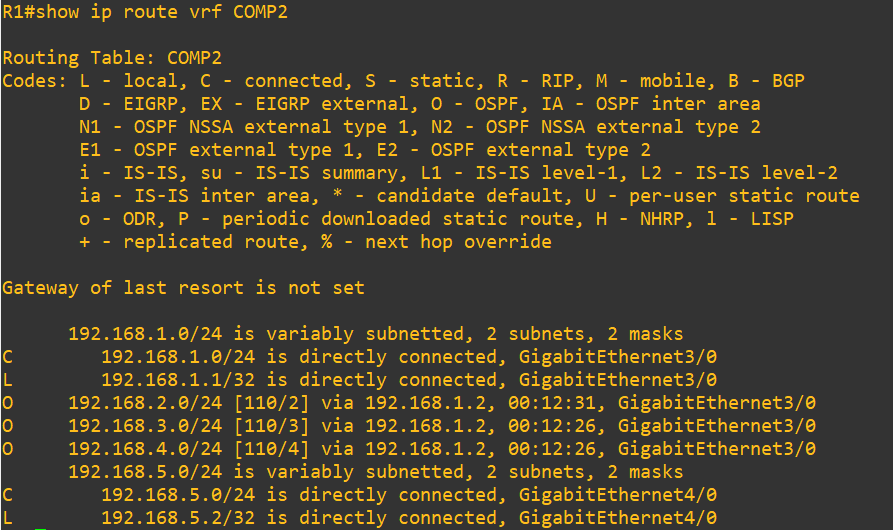 R1#show ip route vrf COMP2
Routing Table: COMP2
Codes: L - local, C - connected, S - static, R - RIP, M - mobile, B - BGP
D - EIGRP, EX - EIGRP external, O - OSPF, IA - OSPF inter area
N1 - OSPF NSSA external type 1, N2 - OSPF NSSA external type 2
E1 - OSPF external type 1, E2 - OSPF external type 2
i - IS-IS, su - IS-IS summary, L1 - IS-IS level-1, L2 - IS-IS level-2
ia - IS-IS inter area, * - candidate default, U - per-user static route
o - ODR, P - periodic downloaded static route, H - NHRP, l - LISP
+ - replicated route, % - next hop override
Gateway of last resort is not set
192.168.1.0/24 is variably subnetted, 2 subnets, 2 masks
C 192.168.1.0/24 is directly connected, GigabitEthernet3/0
L 192.168.1.1/32 is directly connected, GigabitEthernet3/0
O 192.168.2.0/24 [110/2] via 192.168.1.2, 00:12:31, GigabitEthernet3/0
O 192.168.3.0/24 [110/3] via 192.168.1.2, 00:12:26, GigabitEthernet3/0
O 192.168.4.0/24 [110/4] via 192.168.1.2, 00:12:26, GigabitEthernet3/0
192.168.5.0/24 is variably subnetted, 2 subnets, 2 masks
C 192.168.5.0/24 is directly connected, GigabitEthernet4/0
L 192.168.5.2/32 is directly connected, GigabitEthernet4/0